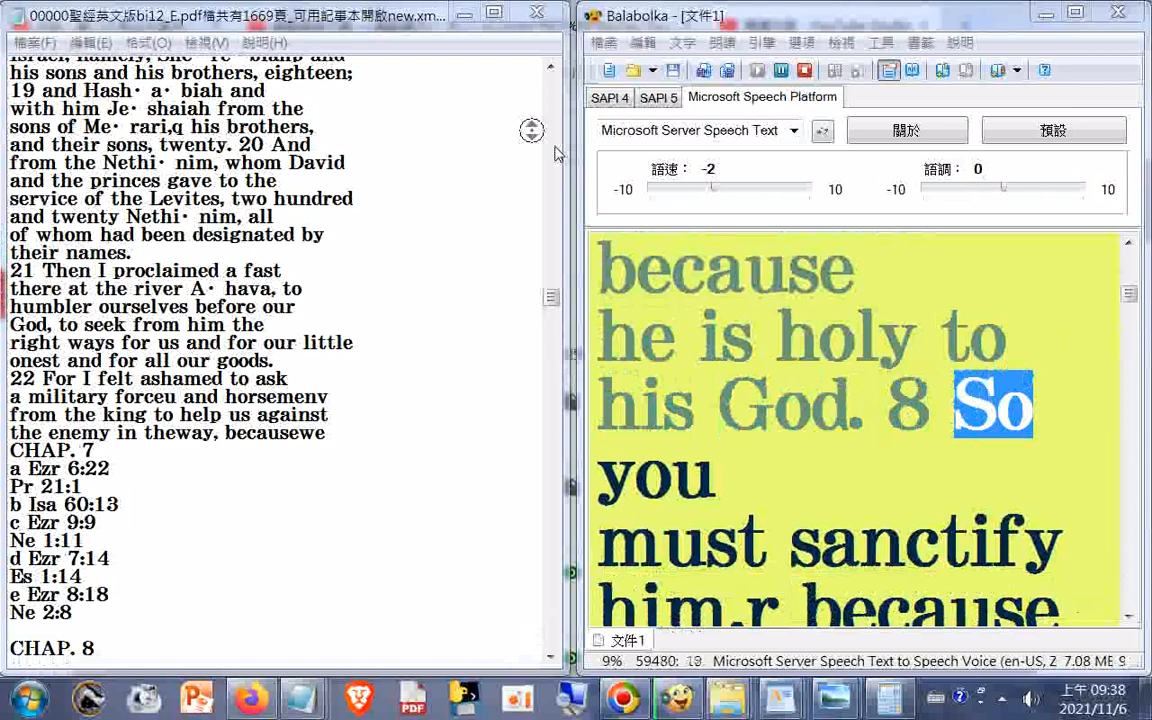 00000聖經英文版bi12_E.pdf檔共有1669頁_可用記事本開啟new.xm...
檔案(F) 編輯(E) 格式(O) 檢視(V) 說明(H)
his sons and his brothers, eighteen;
19 and Hash· a· biah and
with him Je· shaiah from the
sons of Me· rari,q his brothers,
and their sons, twenty. 20 And
from the Nethi· nim, whom David
and the princes gave to the
service of the Levites, two hundred
and twenty Nethi· nim, all
of whom had been designated by
their names.
21 Then I proclaimed a fast
there at the river A· hava, to
humbler ourselves before our
God, to seek from him the
right ways for us and for our little
onest and for all our goods.
22 For I felt ashamed to ask
a military forceu and horsemenv
from the king to help us against
the enemy in theway, becausewe
CHAP. 7
a Ezr 6:22
Pr 21:1
b Isa 60:13
c Ezr 9:9
Ne 1:11
d Ezr 7:14
Es 1:14
e Ezr 8:18
Ne 2:8
CHAP. 8
Balabolka - [文件1]
檔案 編輯 文字 朗讀 引擎 選項 檢視 工具 書籤 說明
SAPI 4 SAPI 5 Microsoft Speech Platform
Microsoft Server Speech Text 關於 預設
語速： -2 語調： 0
-10 10 -10 10
because
he is holy to
his God. 8 So
you
must sanctify
him,r because
文件1
9% 59480: 19 Microsoft Server Speech Text to Speech Voice (en-US, Z 7.08 MB 9
PDF
上午 09:38
2021/11/6